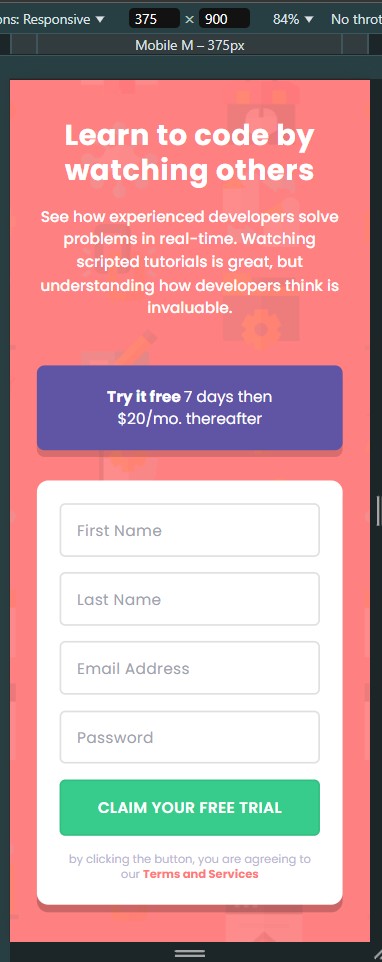 ons: Responsive ▼ 375 × 900 84% ▼ No throt
Mobile M – 375px
Learn to code by
watching others
See how experienced developers solve
problems in real-time. Watching
scripted tutorials is great, but
understanding how developers think is
invaluable.
Try it free 7 days then
$20/mo. thereafter
First Name
Last Name
Email Address
Password
CLAIM YOUR FREE TRIAL
by clicking the button, you are agreeing to
our Terms and Services